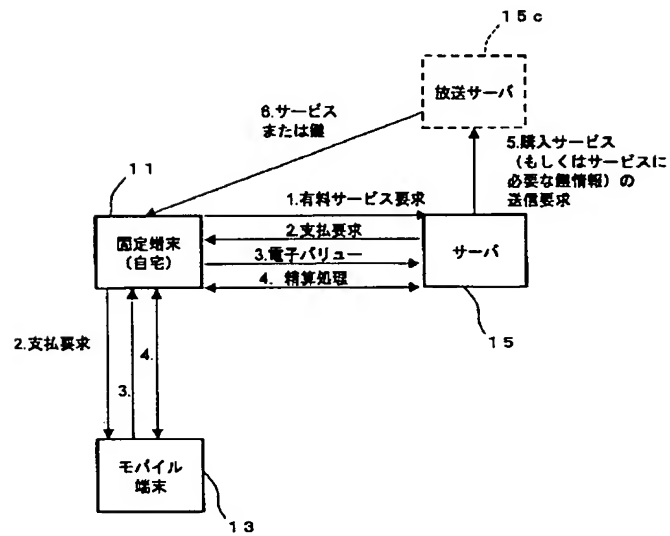 15c
放送サーバ
6.サービス
または鍵
5.購入サービス
（もしくはサービスに
必要な鍵情報）の
送信要求
11
1.有料サービス要求
固定端末
（自宅）
2.支払要求
3.電子バリュー
4．精算処理
サーバ
15
2.支払要求
3.
4.
モバイル
端末
13